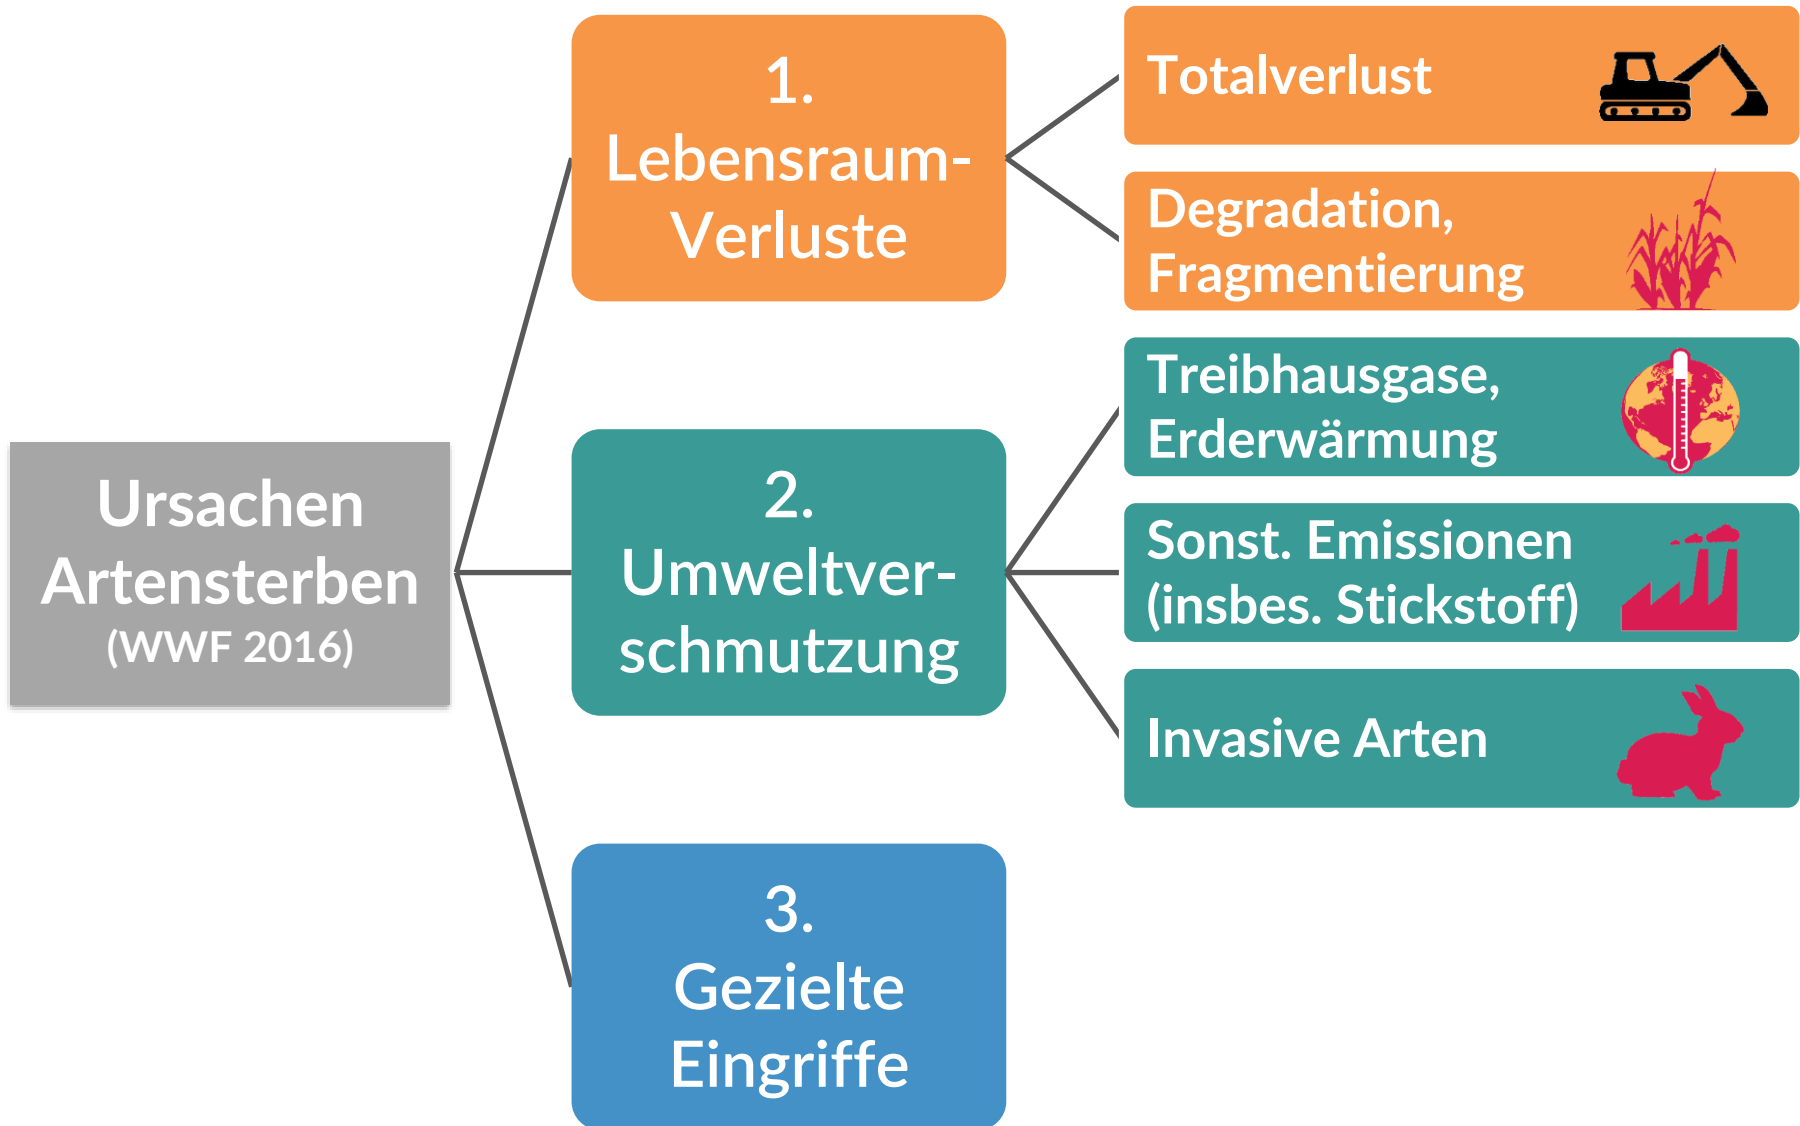 Ursachen
Artensterben
(WWF 2016)
1.
Lebensraum-
Verluste
Totalverlust
Degradation,
Fragmentierung
2.
Umweltver-
schmutzung
Treibhausgase,
Erderwärmung
Sonst. Emissionen
(insbes. Stickstoff)
Invasive Arten
3.
Gezielte
Eingriffe